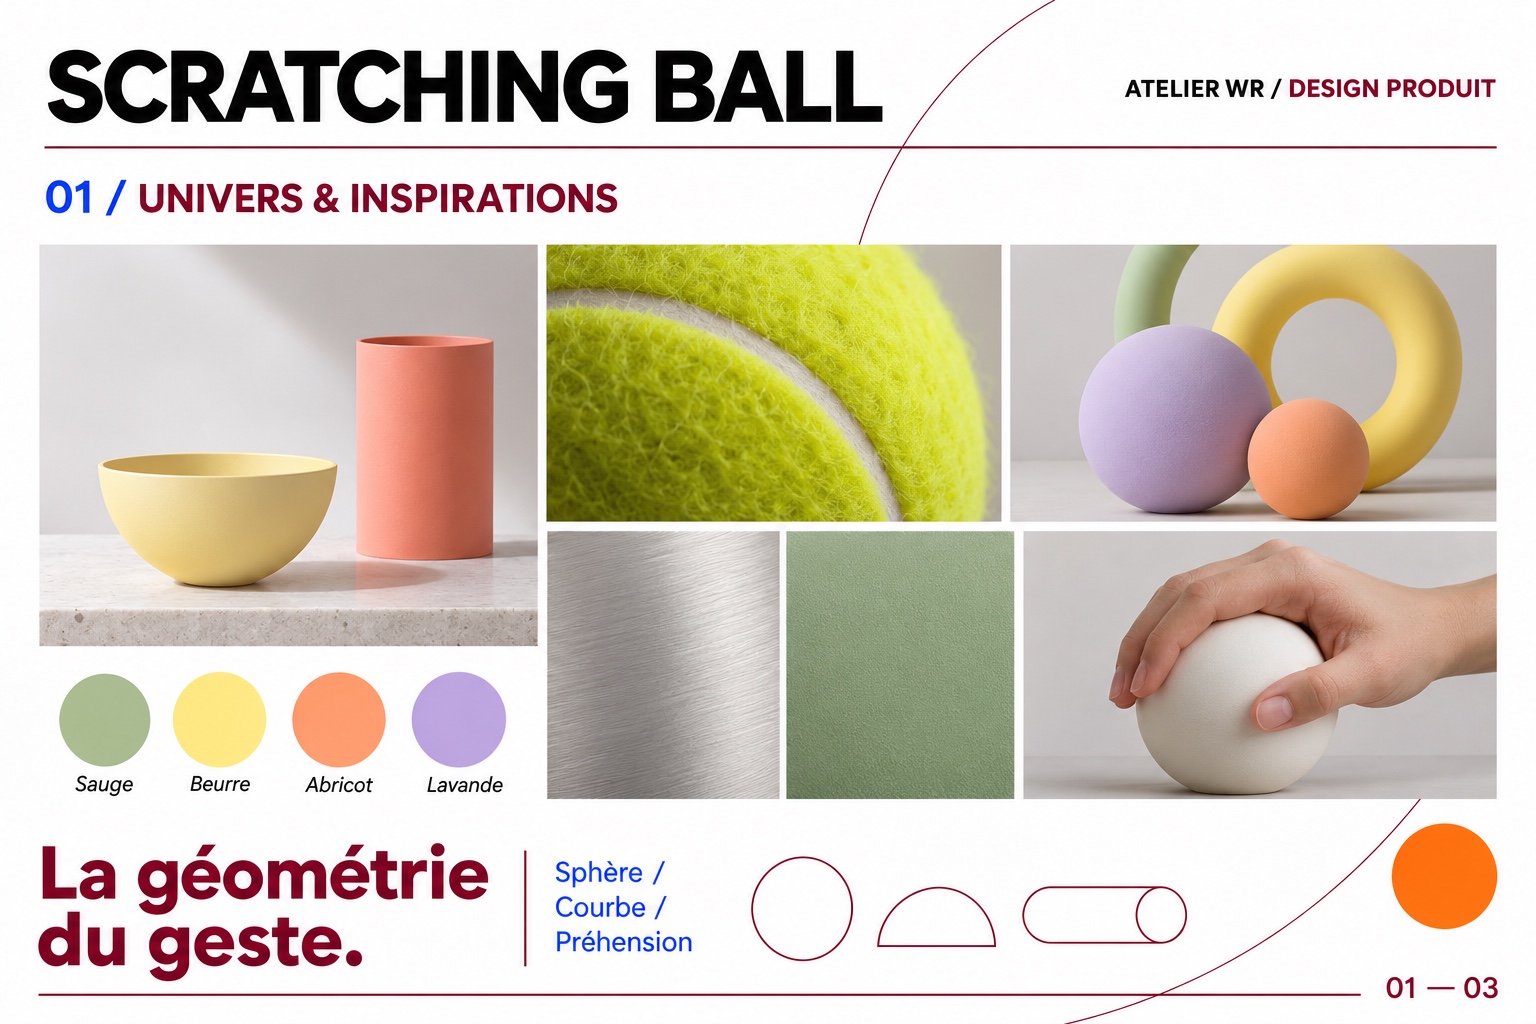 SCRATCHING BALL
ATELIER WR / DESIGN PRODUIT
01 / UNIVERS & INSPIRATIONS
Sauge
Beurre
Abricot
Lavande
La géométrie
du geste.
Sphère /
Courbe /
Préhension
01 — 03